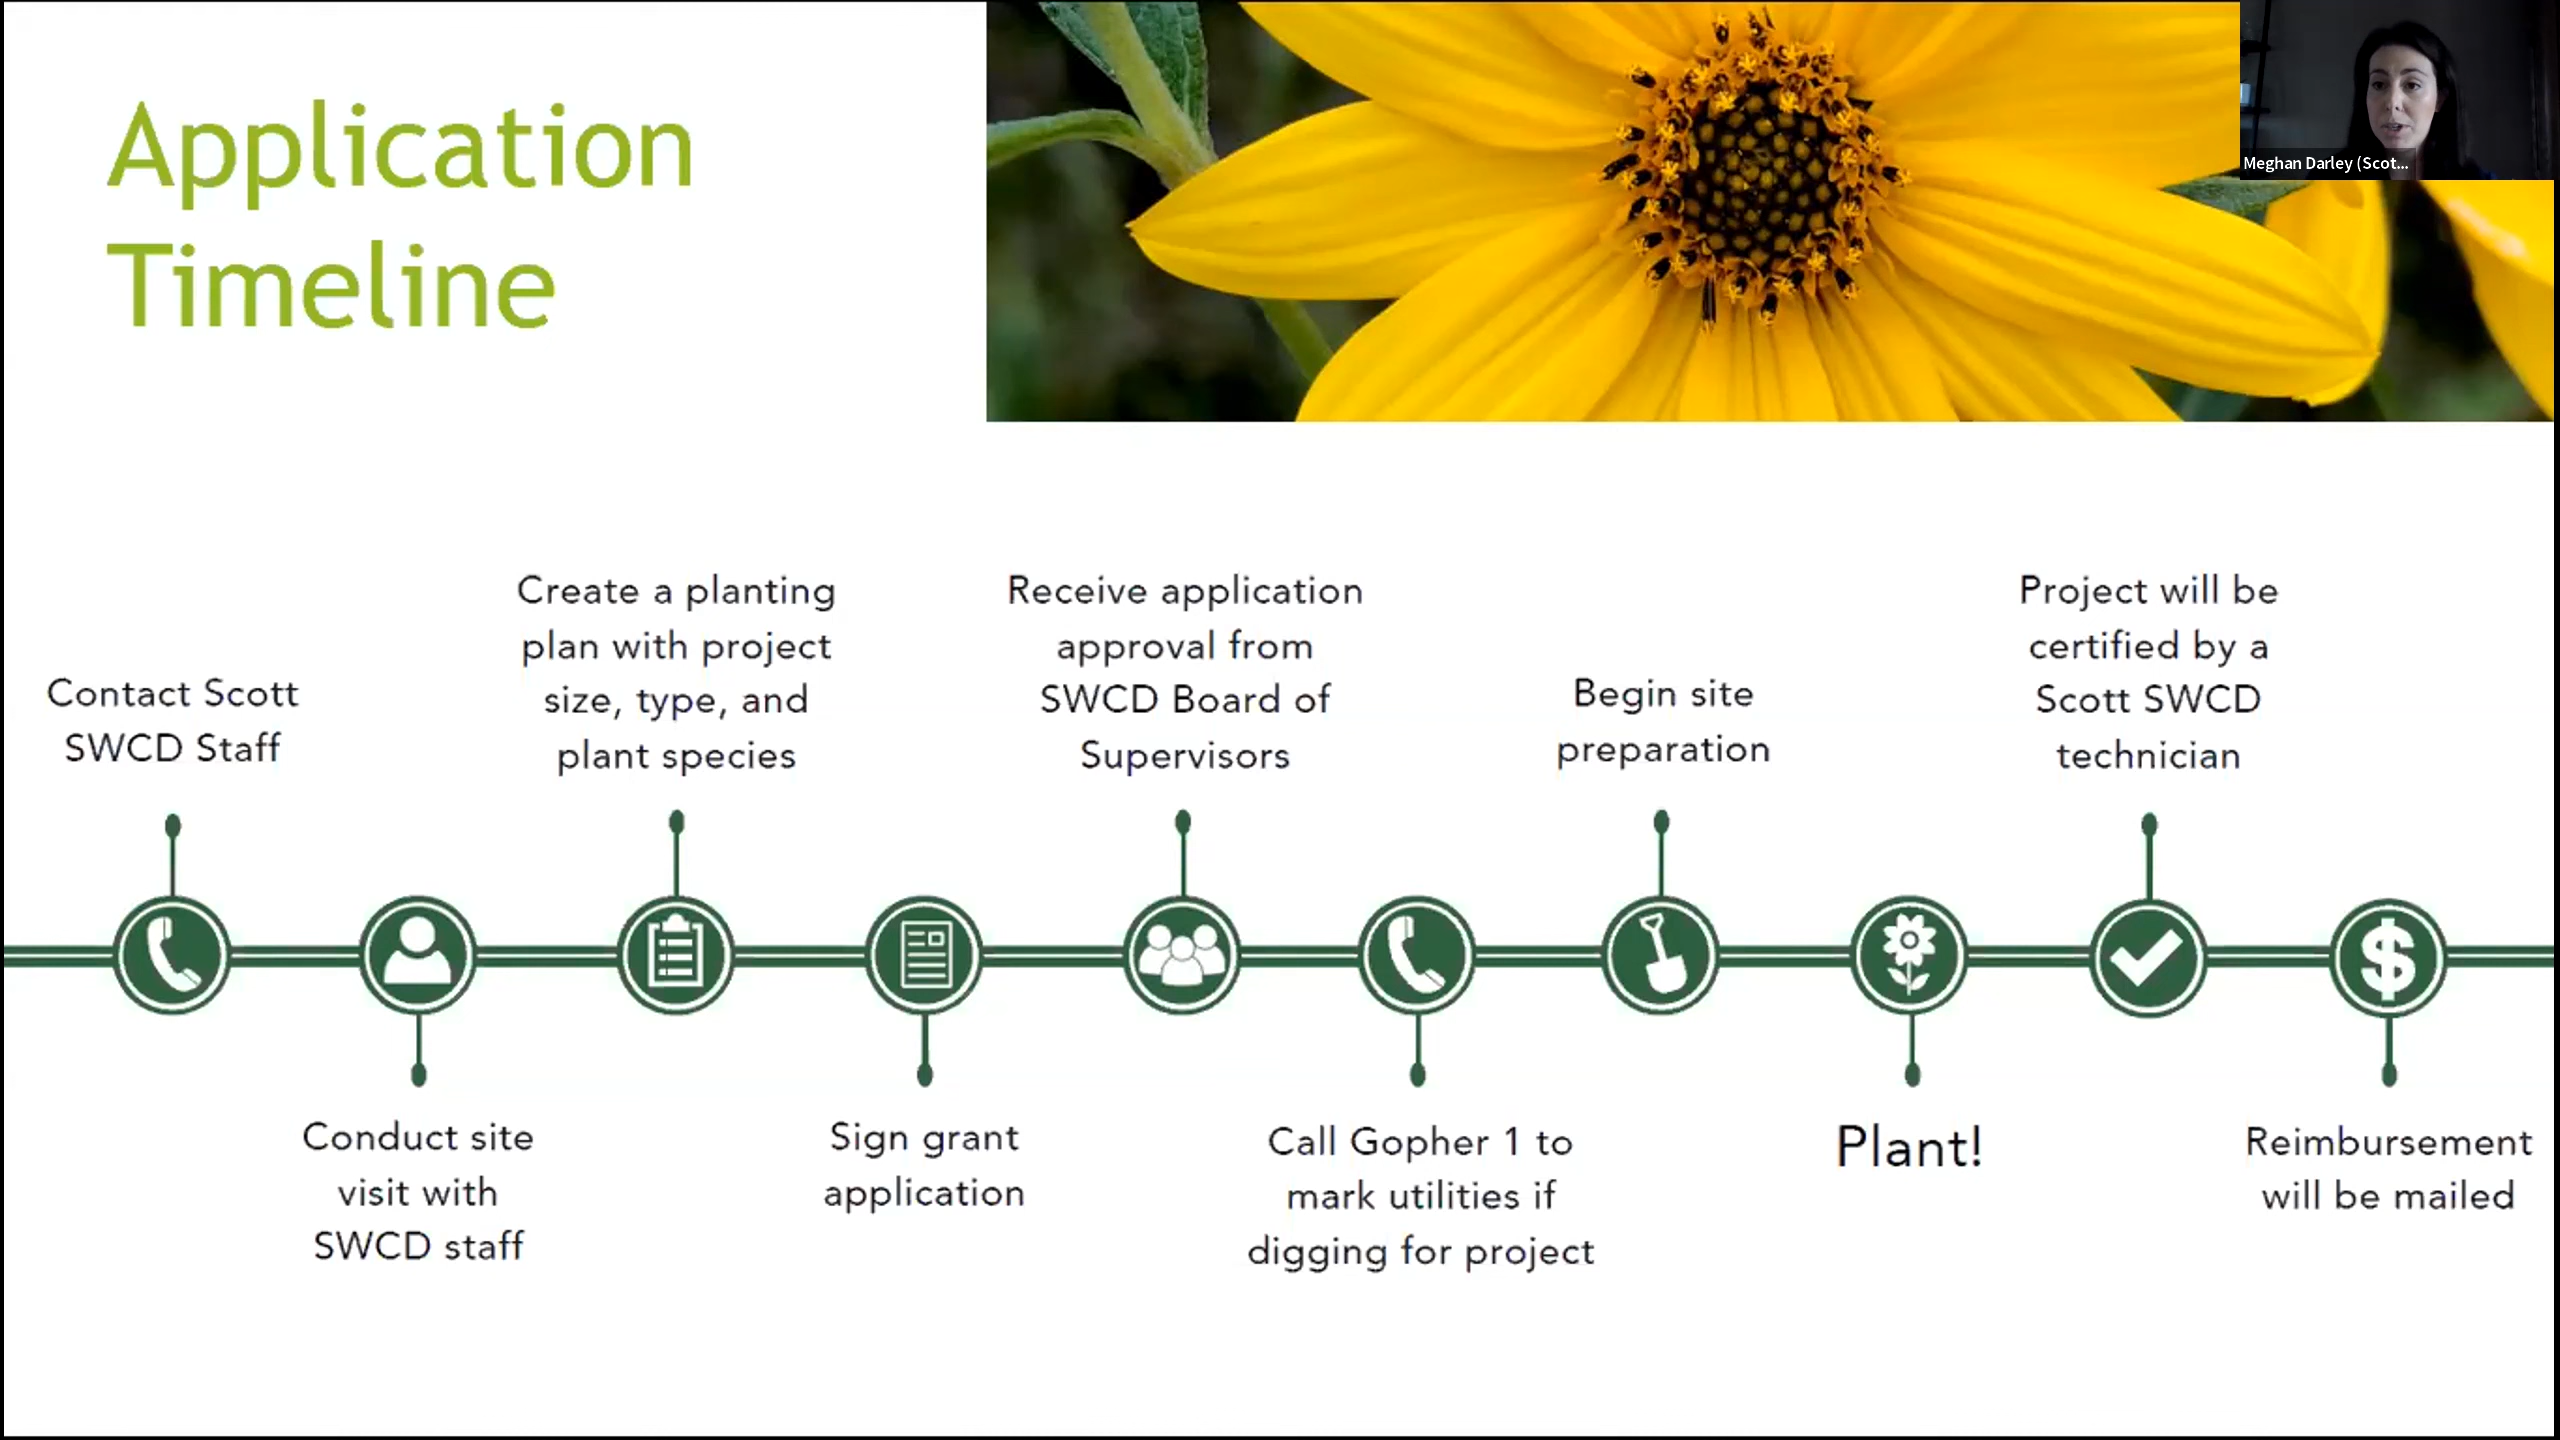 Application
Timeline
Meghan Darley (Scot...
Contact Scott
SWCD Staff
Conduct site
visit with
SWCD staff
Create a planting
plan with project
size, type, and
plant species
Sign grant
application
Receive application
approval from
SWCD Board of
Supervisors
Call Gopher 1 to
mark utilities if
digging for project
Begin site
preparation
Plant!
Project will be
certified by a
Scott SWCD
technician
Reimbursement
will be mailed